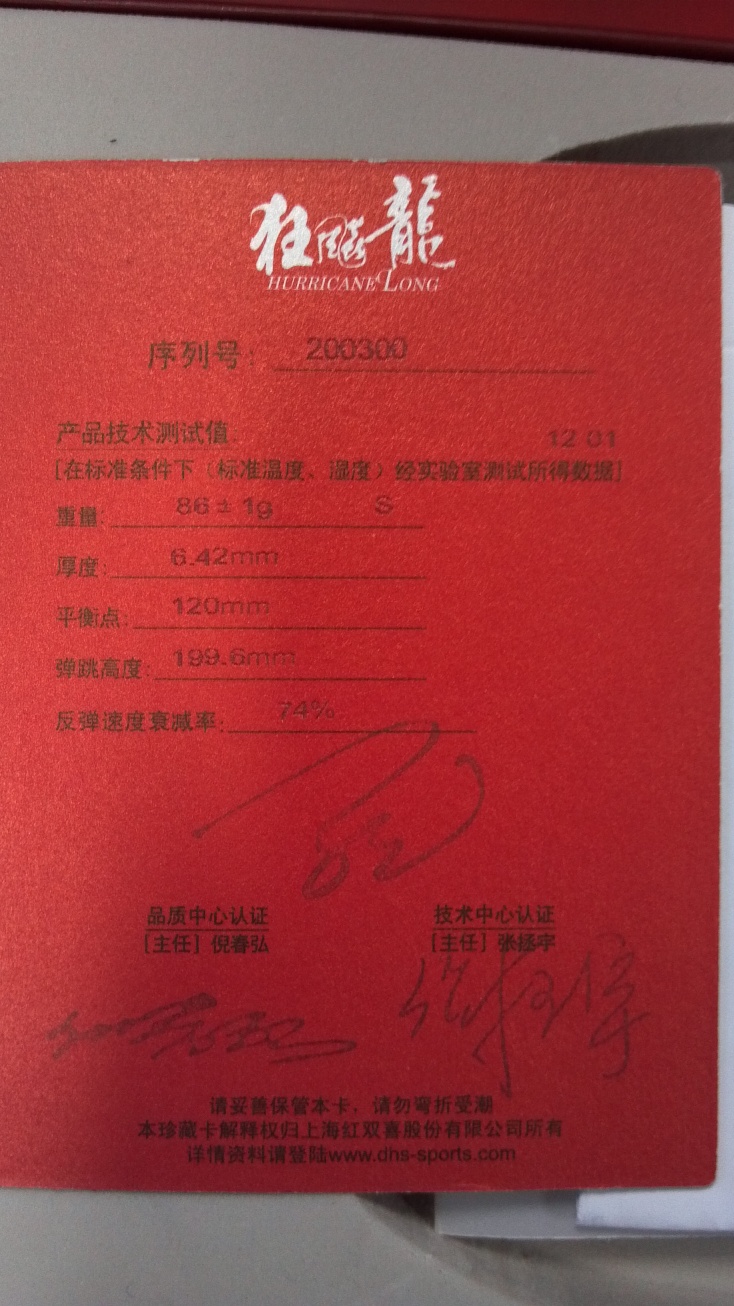 狂飚龍
HURRICANE LONG
序列号: 200300
产品技术测试值: 12 01
[在标准条件下（标准温度、湿度）经实验室测试所得数据]
重量: 86±1g S
厚度: 6.42mm
平衡点: 120mm
弹跳高度: 199.6mm
反弹速度衰减率: 74%
品质中心认证 技术中心认证
[主任] 倪春弘 [主任] 张拯宇
请妥善保管本卡，请勿弯折受潮
本珍藏卡解释权归上海红双喜股份有限公司所有
详情资料请登陆www.dhs-sports.com